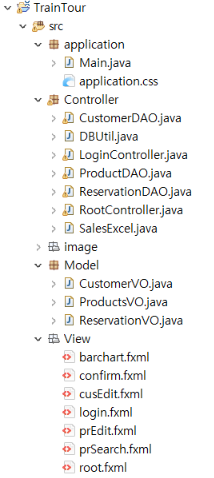 TrainTour
src
application
Main.java
application.css
Controller
CustomerDAO.java
DBUtil.java
LoginController.java
ProductDAO.java
ReservationDAO.java
RootController.java
SalesExcel.java
image
Model
CustomerVO.java
ProductsVO.java
ReservationVO.java
View
barchart.fxml
confirm.fxml
cusEdit.fxml
login.fxml
prEdit.fxml
prSearch.fxml
root.fxml